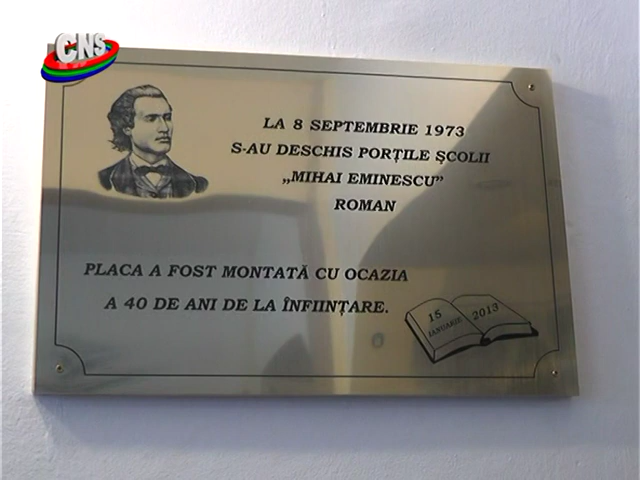 CNS
LA 8 SEPTEMBRIE 1973
S-AU DESCHIS PORŢILE ŞCOLII
„MIHAI EMINESCU”
ROMAN
PLACA A FOST MONTATĂ CU OCAZIA
A 40 DE ANI DE LA ÎNFIINŢARE.
15 2013
IANUARIE